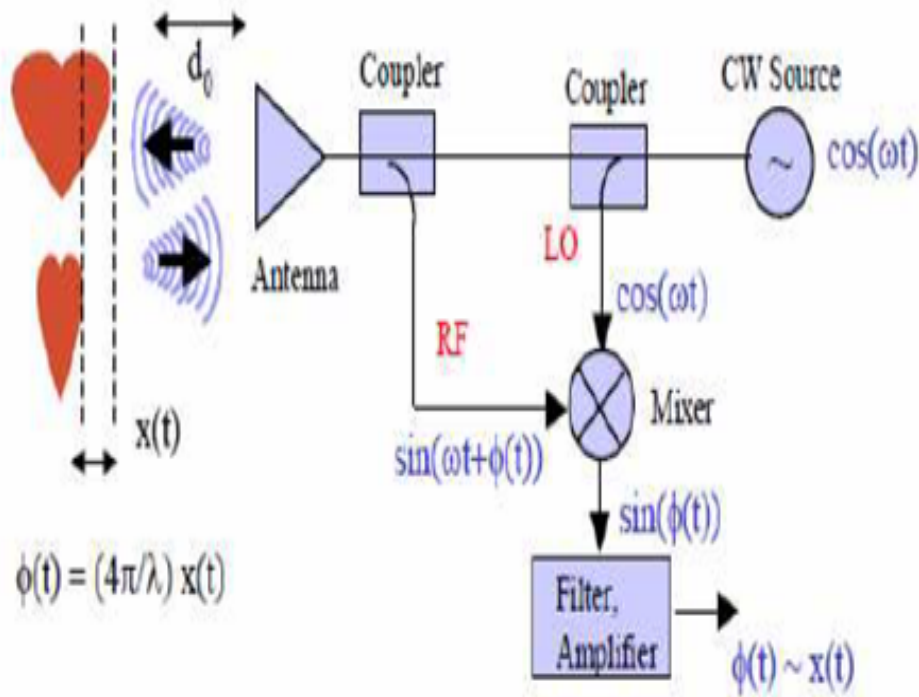 d₀
Coupler
Coupler
CW Source
~
cos(ωt)
Antenna
LO
cos(ωt)
RF
Mixer
x(t)
sin(ωt+ϕ(t))
sin(ϕ(t))
ϕ(t) = (4π/λ) x(t)
Filter,
Amplifier
ϕ(t) ~ x(t)